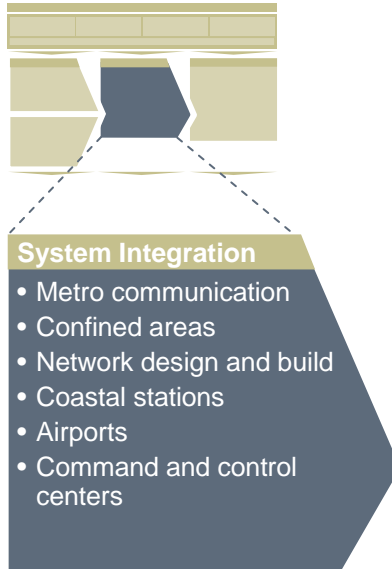 System Integration
• Metro communication
• Confined areas
• Network design and build
• Coastal stations
• Airports
• Command and control
centers